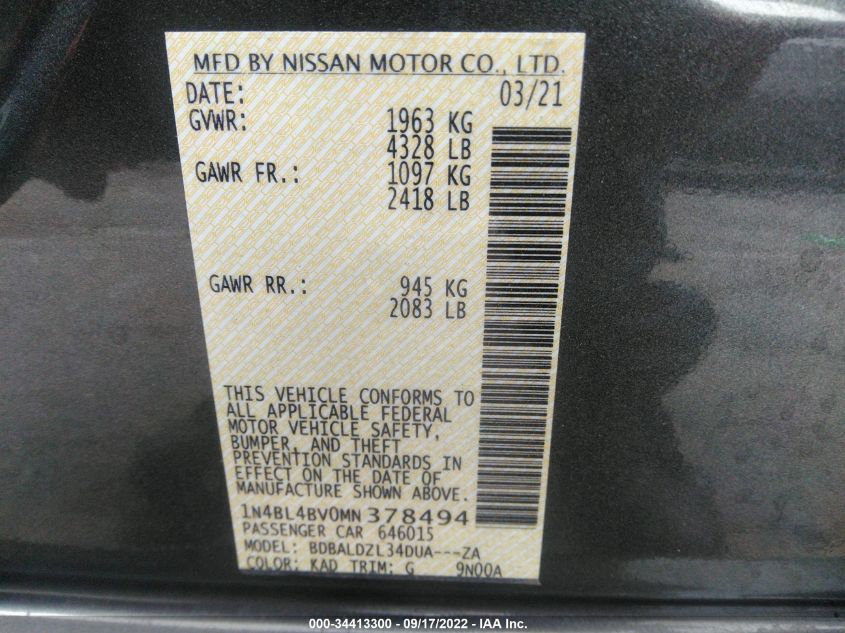 MFD BY NISSAN MOTOR CO., LTD.
DATE: 03/21
GVWR: 1963 KG
4328 LB
GAWR FR.: 1097 KG
2418 LB
GAWR RR.: 945 KG
2083 LB
THIS VEHICLE CONFORMS TO
ALL APPLICABLE FEDERAL
MOTOR VEHICLE SAFETY,
BUMPER, AND THEFT
PREVENTION STANDARDS IN
EFFECT ON THE DATE OF
MANUFACTURE SHOWN ABOVE.
1N4BL4BV0MN378494
PASSENGER CAR 646015
MODEL: BDBALDZL34DUA---ZA
COLOR: KAD TRIM: G 9N00A
000-34413300 - 09/17/2022 - IAA Inc.